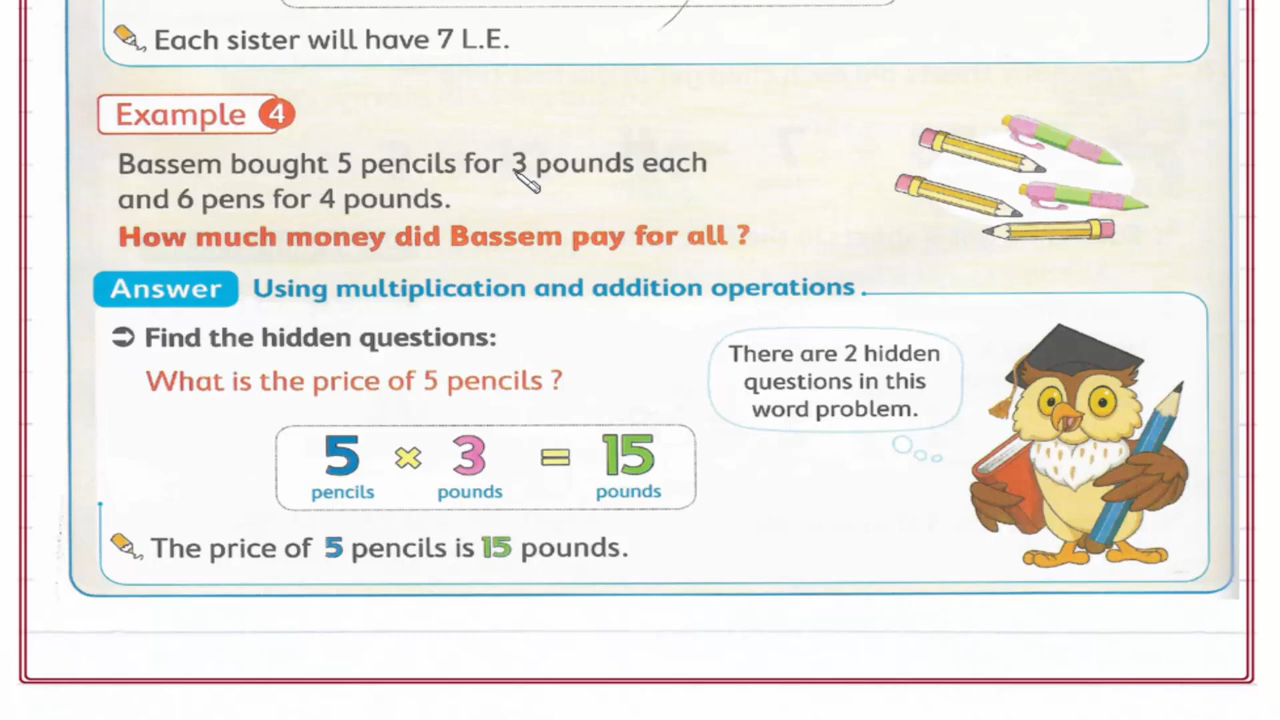 Each sister will have 7 L.E.
Example 4
Bassem bought 5 pencils for 3 pounds each
and 6 pens for 4 pounds.
How much money did Bassem pay for all ?
Answer Using multiplication and addition operations.
Find the hidden questions:
What is the price of 5 pencils ?
There are 2 hidden
questions in this
word problem.
5 × 3 = 15
pencils pounds pounds
The price of 5 pencils is 15 pounds.